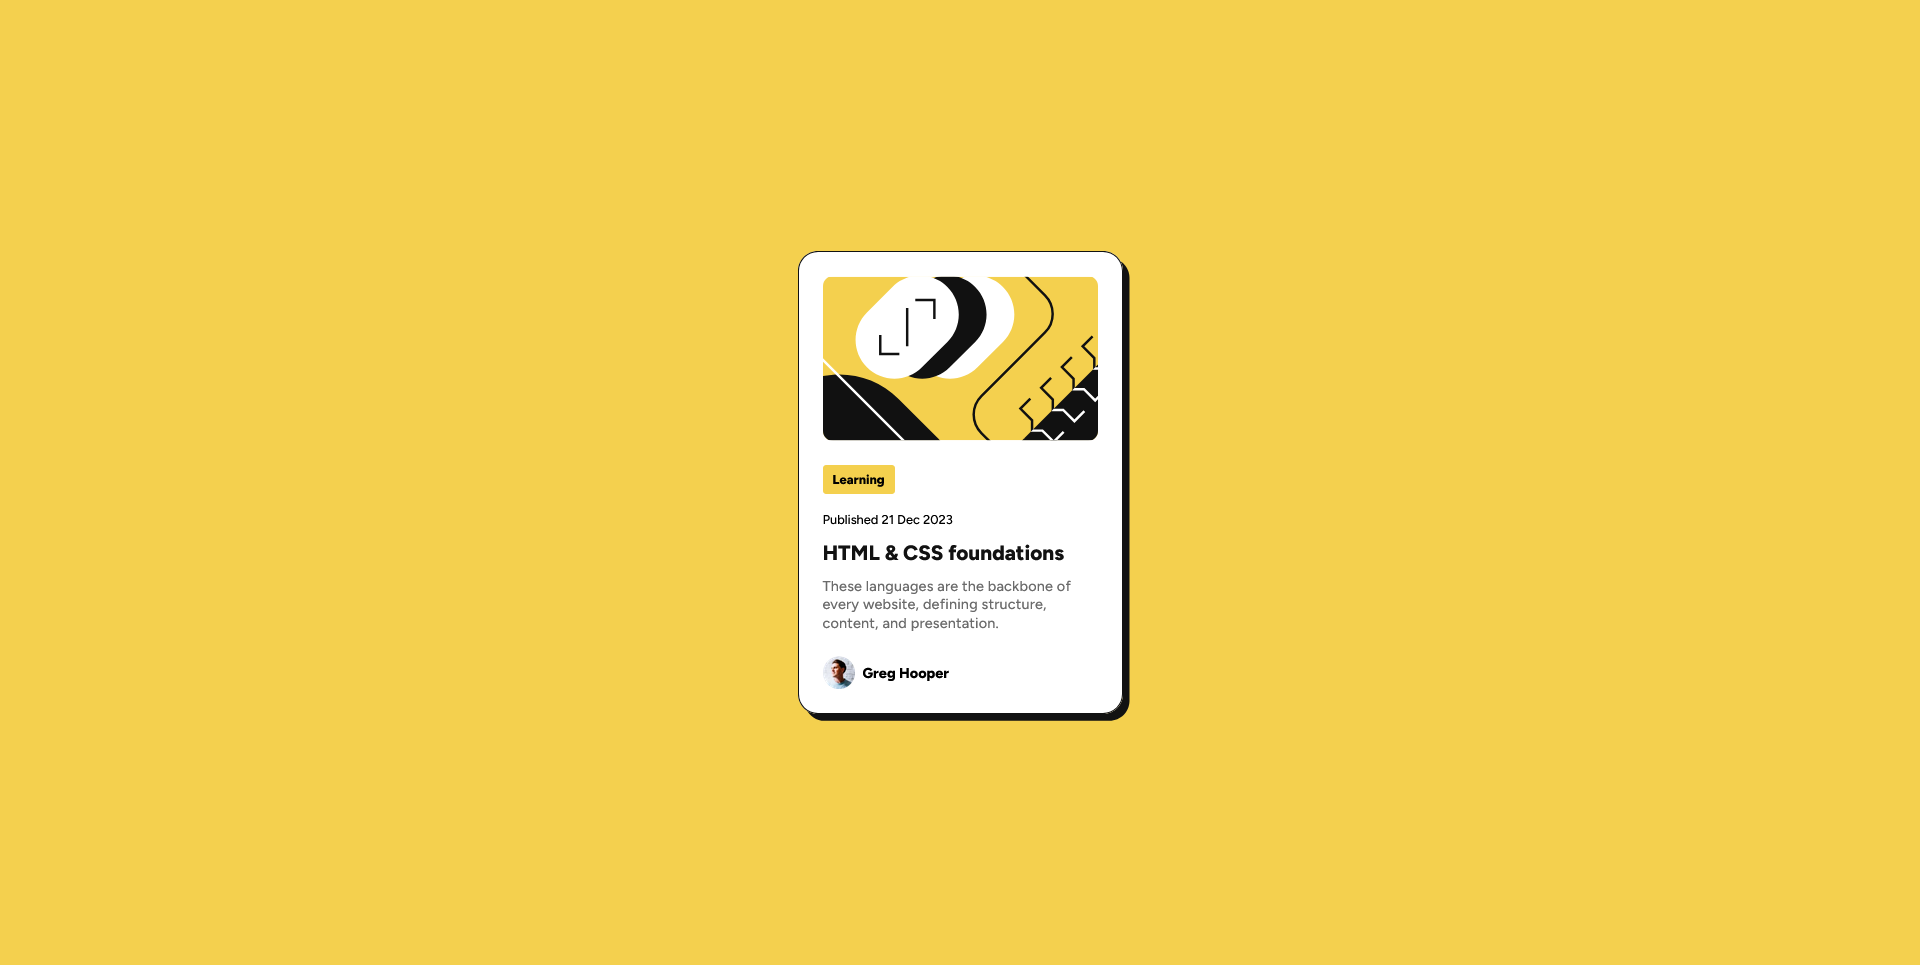 Learning
Published 21 Dec 2023
HTML & CSS foundations
These languages are the backbone of
every website, defining structure,
content, and presentation.
Greg Hooper